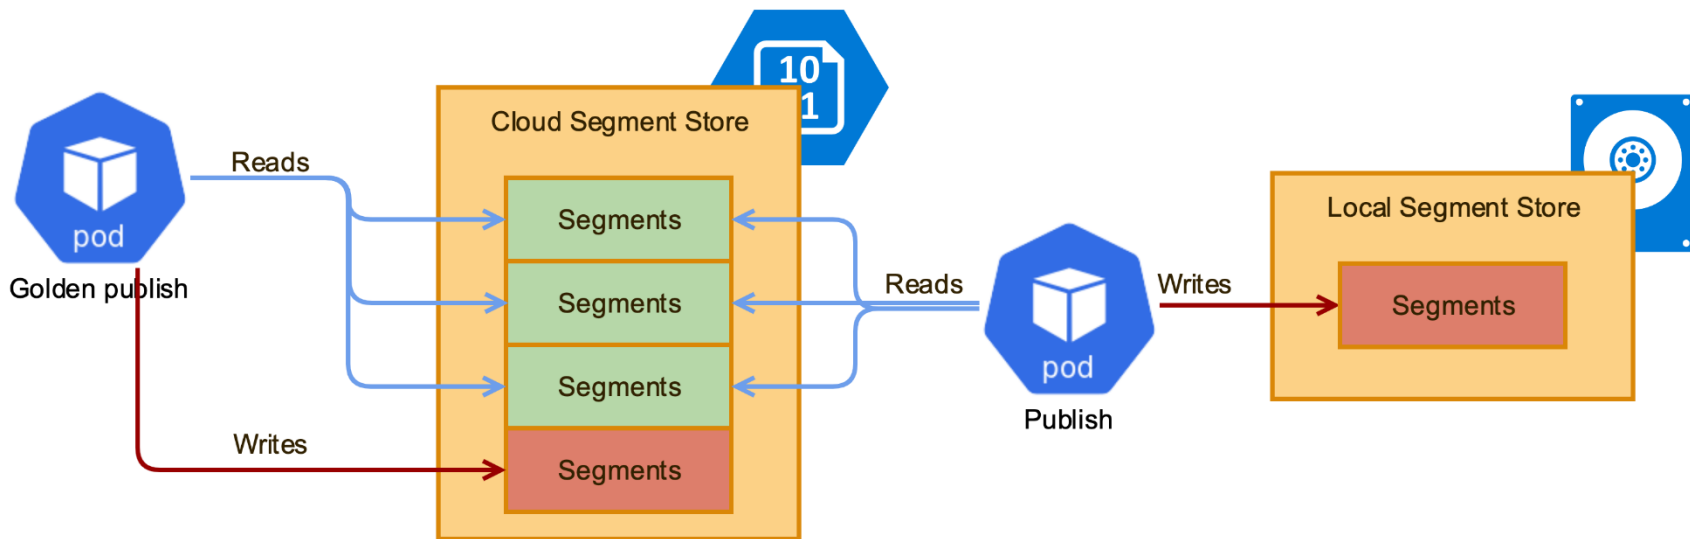 10
1
Cloud Segment Store
Reads
Segments
Segments
Segments
Segments
pod
Golden publish
Writes
Reads
pod
Publish
Writes
Local Segment Store
Segments